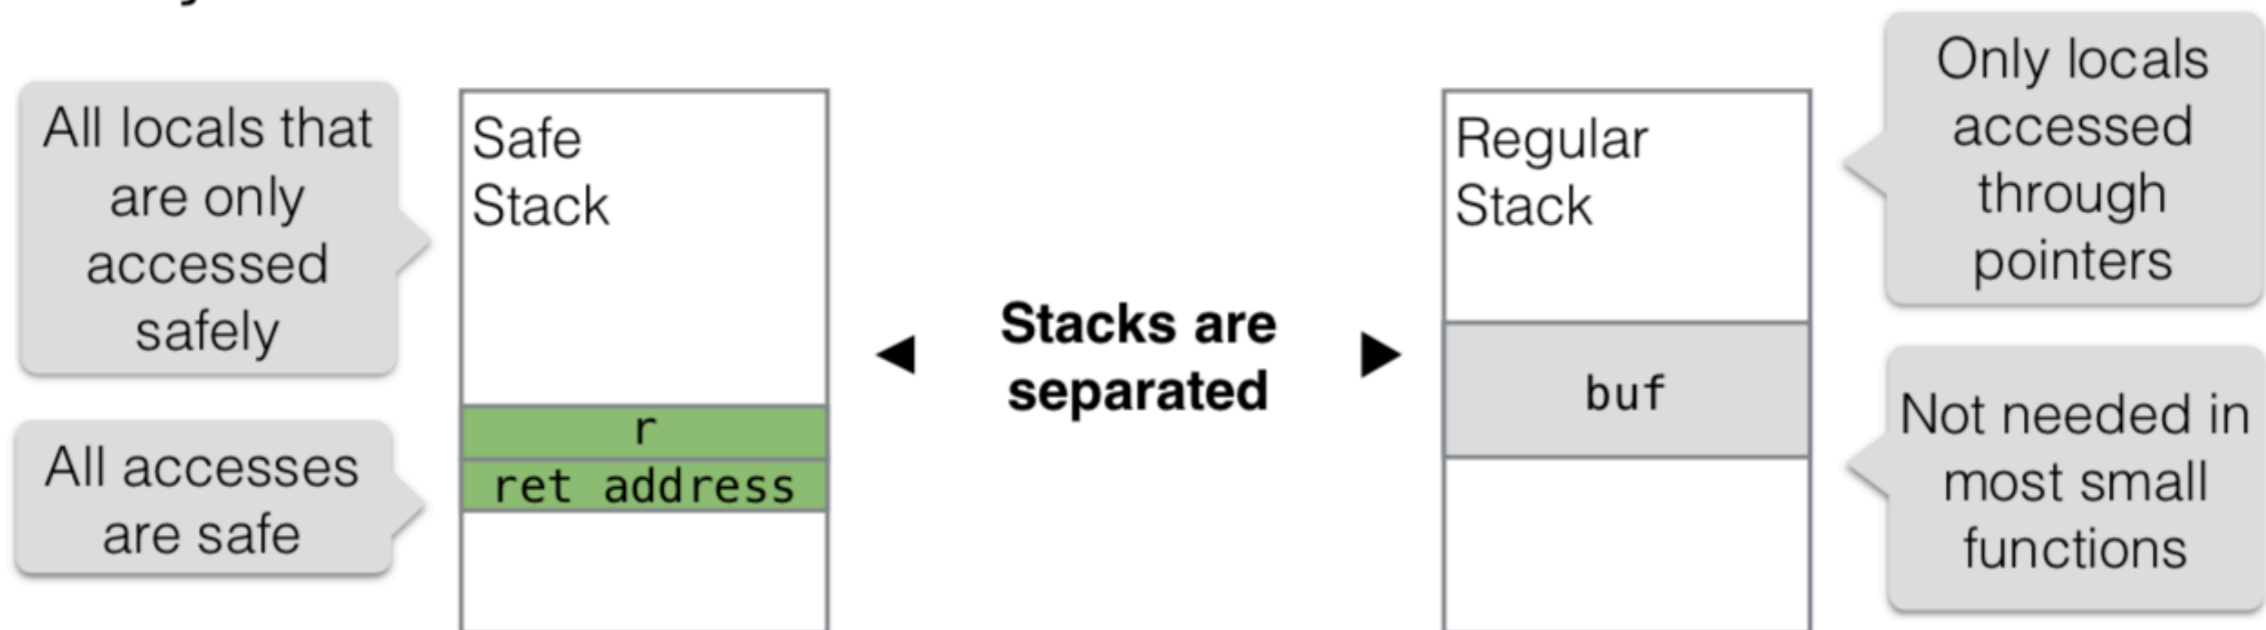 All locals that
are only
accessed
safely
All accesses
are safe
Safe
Stack
r
ret address
Stacks are
separated
Regular
Stack
buf
Only locals
accessed
through
pointers
Not needed in
most small
functions